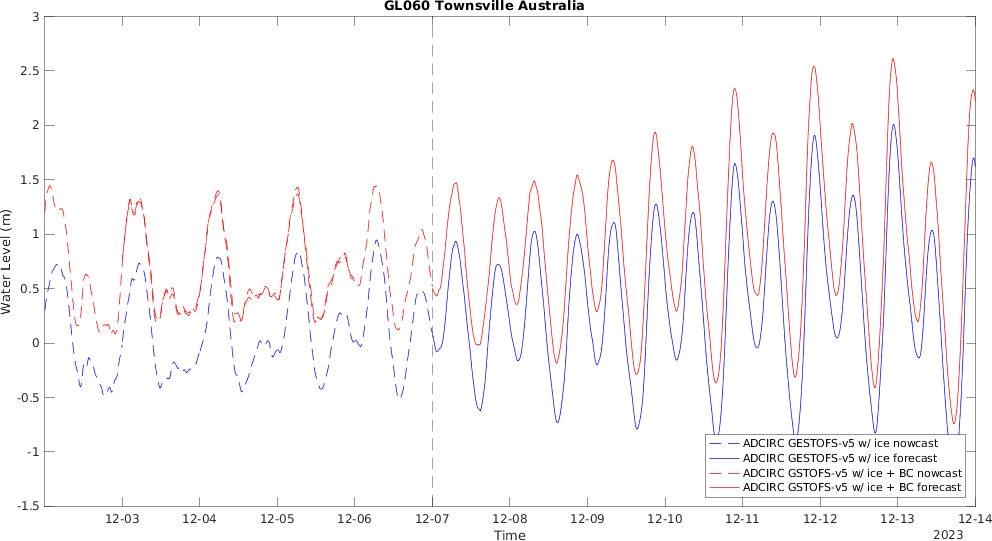 GL060 Townsville Australia
3
2.5
2
1.5
1
0.5
0
-0.5
-1
-1.5
Water Level (m)
12-03 12-04 12-05 12-06 12-07 12-08 12-09 12-10 12-11 12-12 12-13 12-14
Time
2023
ADCIRC GESTOFS-v5 w/ ice nowcast
ADCIRC GESTOFS-v5 w/ ice forecast
ADCIRC GSTOFS-v5 w/ ice + BC nowcast
ADCIRC GSTOFS-v5 w/ ice + BC forecast